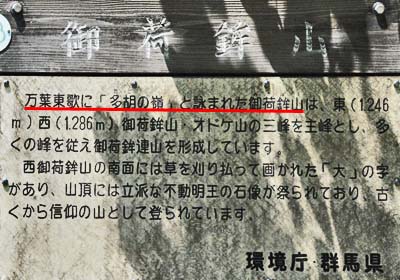 御荷鉾山
万葉東歌に「多胡の嶺」と詠まれた御荷鉾山は、東(1.246
m)西(1.286m)御荷鉾山・オドケ山の三峰を主峰とし、多
くの峰を従え御荷鉾連山を形成しています。
西御荷鉾山の南面には草を刈り払って画かれた「大」の字
があり、山頂には立派な不動明王の石像が祭られており、古
くから信仰の山として登られています。
環境庁・群馬県